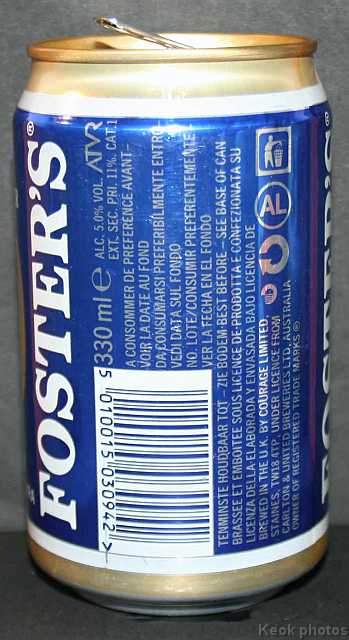 FOSTER'S®
330 ml e ALC. 5.0% VOL. ATVR
EXT. SEC. PRI. 11%. CAT.1
A CONSOMMER DE PREFERENCE AVANT-
VOIR LA DATE AU FOND
DA/CONSUMARSI PREFERIBILMENTE ENTRO
VEDI DATA SUL FONDO
NO. LOTE/CONSUMIR PREFERENTEMENTE
VER LA FECHA EN EL FONDO
5 010015 030942 >
TENMINSTE HOUDBAAR TOT - ZIE BODEM-BEST BEFORE - SEE BASE OF CAN
BRASSEE ET EMBOITEE SOUS LICENCE DE-PRODOTTA E CONFEZIONATA SU
LICENZA DELLA-ELABORADA Y ENVASADA BAJO LICENCIA DE
BREWED IN THE U.K. BY COURAGE LIMITED
STAINES, TW18 4TP, UNDER LICENCE FROM
CARLTON & UNITED BREWERIES LTD, AUSTRALIA
OWNER OF REGISTERED TRADE MARKS ®
AL
Keok photos